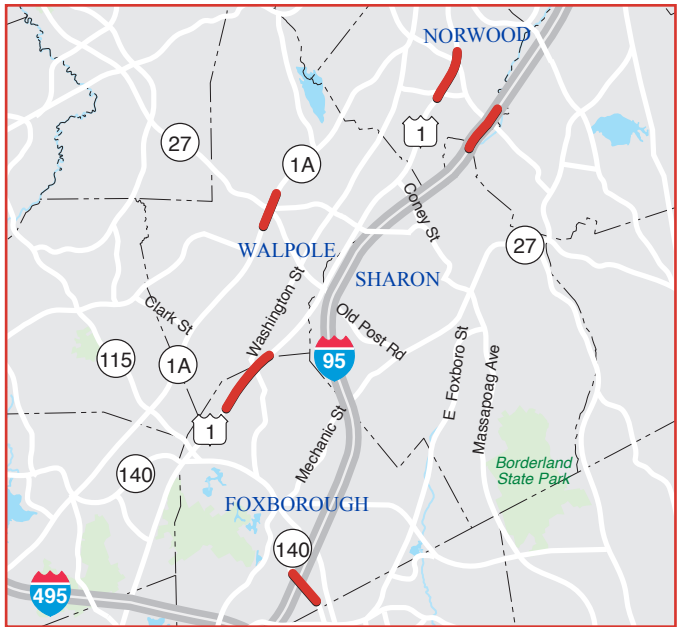 NORWOOD
1
27
1A
Coney St
WALPOLE
27
SHARON
Washington St
Clark St
Old Post Rd
95
115
1A
E Foxboro St
Massapoag Ave
1
Mechanic St
140
Borderland
State Park
FOXBOROUGH
140
495